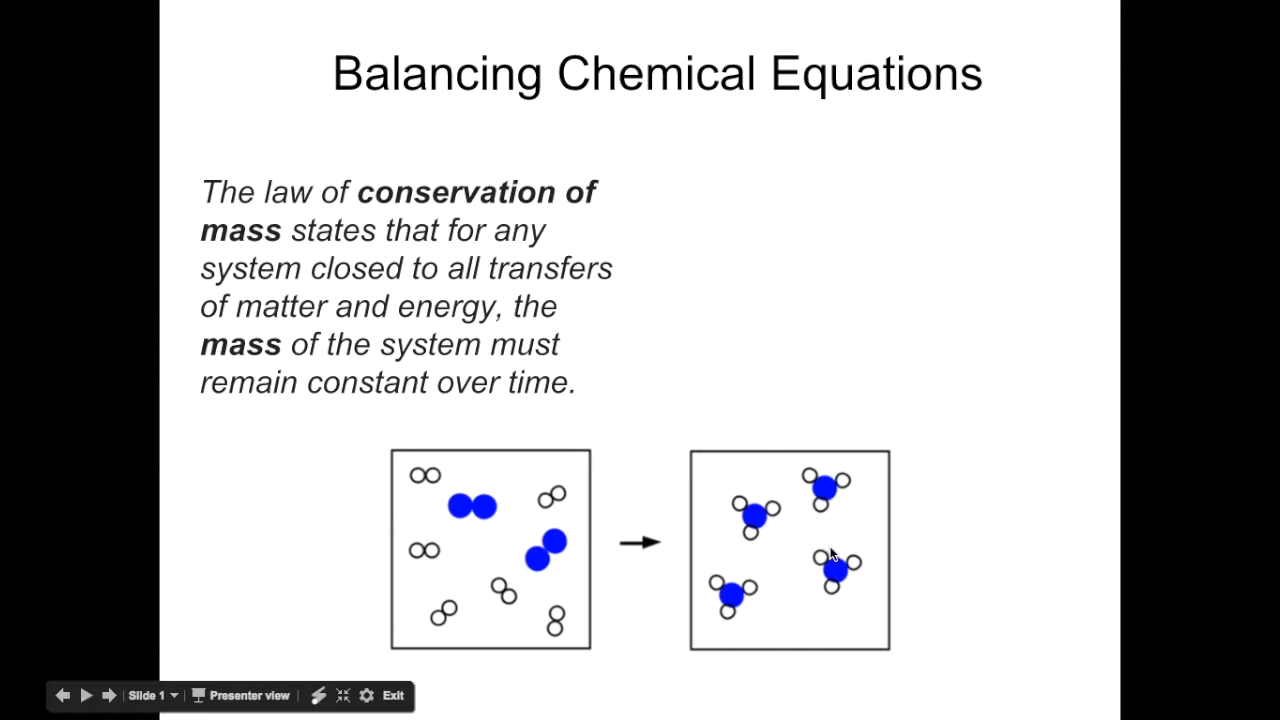 Balancing Chemical Equations
The law of conservation of
mass states that for any
system closed to all transfers
of matter and energy, the
mass of the system must
remain constant over time.
Slide 1
Presenter view
Exit